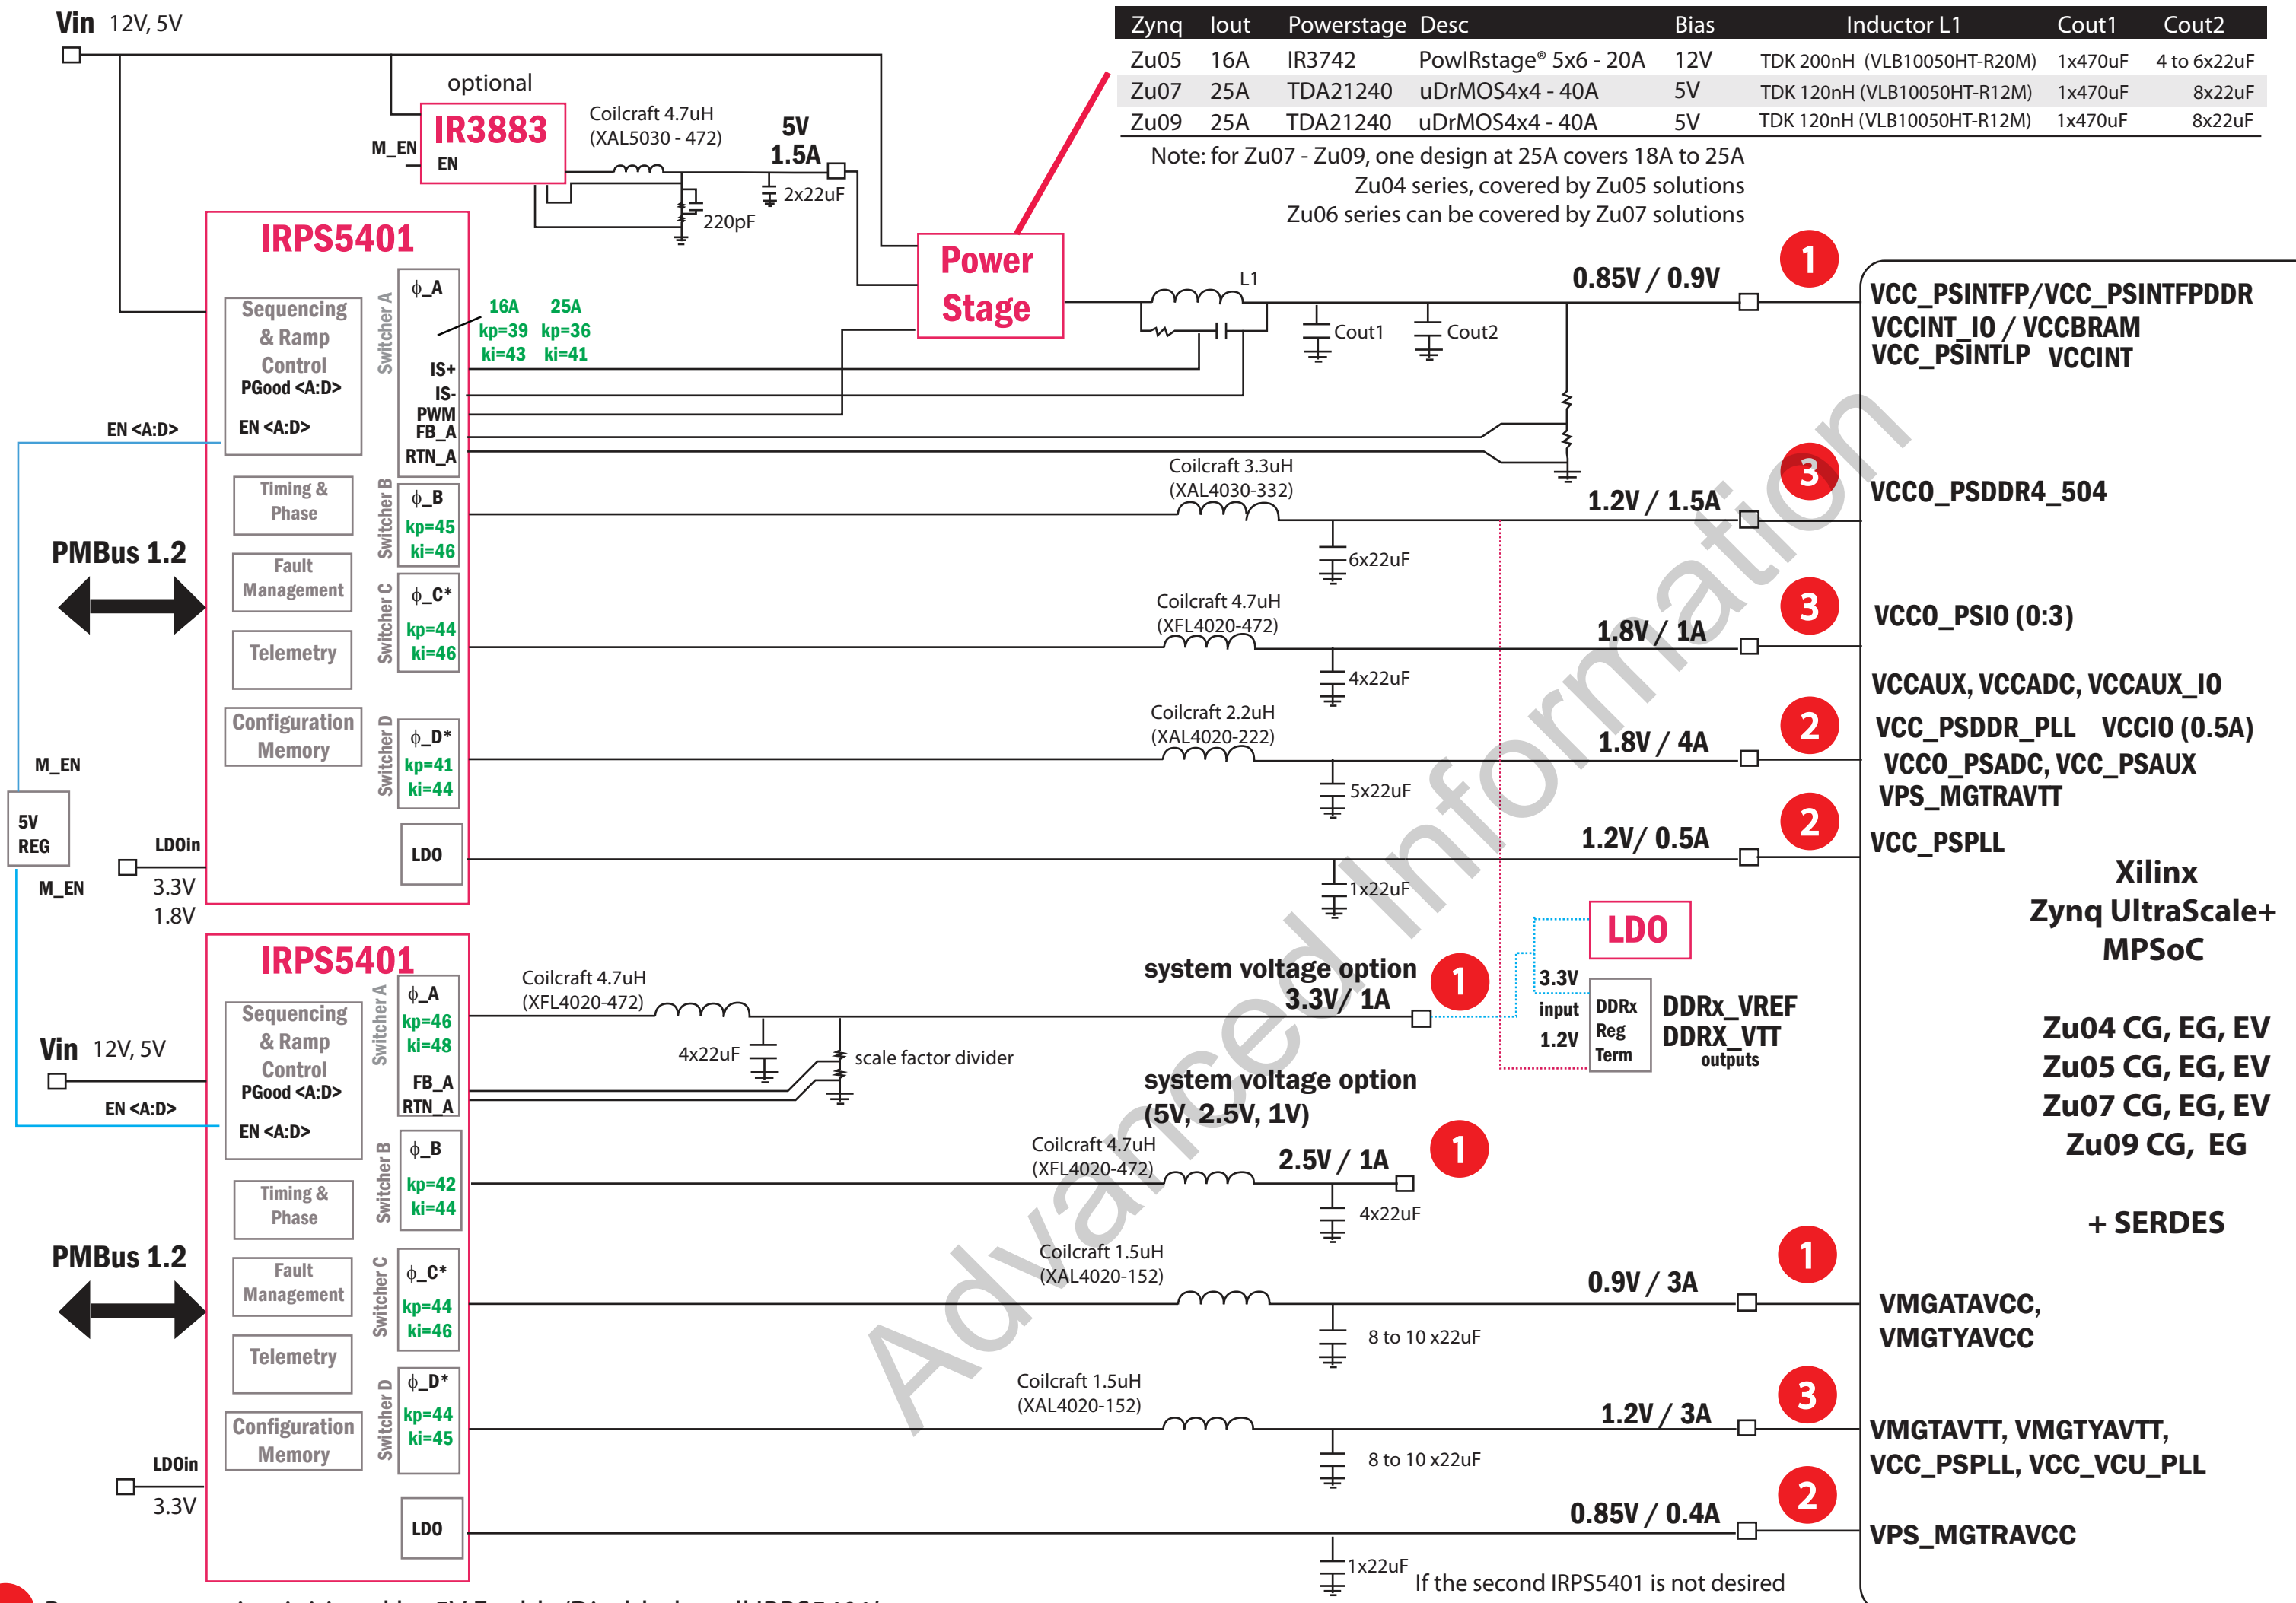 Vin 12V, 5V
Zynq Iout Powerstage Desc Bias Inductor L1 Cout1 Cout2
Zu05 16A IR3742 PowIRstage® 5x6 - 20A 12V TDK 200nH (VLB10050HT-R20M) 1x470uF 4 to 6x22uF
Zu07 25A TDA21240 uDrMOS4x4 - 40A 5V TDK 120nH (VLB10050HT-R12M) 1x470uF 8x22uF
Zu09 25A TDA21240 uDrMOS4x4 - 40A 5V TDK 120nH (VLB10050HT-R12M) 1x470uF 8x22uF
Note: for Zu07 - Zu09, one design at 25A covers 18A to 25A
Zu04 series, covered by Zu05 solutions
Zu06 series can be covered by Zu07 solutions
optional
IR3883
M_EN
EN
Coilcraft 4.7uH
(XAL5030 - 472)
5V
1.5A
2x22uF
220pF
Power
Stage
L1
Cout1
Cout2
0.85V / 0.9V
1
VCC_PSINTFP/VCC_PSINTFPDDR
VCCINT_IO / VCCBRAM
VCC_PSINTLP VCCINT
IRPS5401
Sequencing
& Ramp
Control
PGood <A:D>
EN <A:D>
EN <A:D>
Switcher A
ϕ_A
16A 25A
kp=39 kp=36
ki=43 ki=41
IS+
IS-
PWM
FB_A
RTN_A
Timing &
Phase
Switcher B
ϕ_B
kp=45
ki=46
Coilcraft 3.3uH
(XAL4030-332)
6x22uF
1.2V / 1.5A
3
VCCO_PSDDR4_504
PMBus 1.2
Fault
Management
Switcher C
ϕ_C*
kp=44
ki=46
Coilcraft 4.7uH
(XFL4020-472)
4x22uF
1.8V / 1A
3
VCCO_PSIO (0:3)
Telemetry
Configuration
Memory
Switcher D
ϕ_D*
kp=41
ki=44
Coilcraft 2.2uH
(XAL4020-222)
5x22uF
1.8V / 4A
2
VCCAUX, VCCADC, VCCAUX_IO
VCC_PSDDR_PLL VCCIO (0.5A)
VCCO_PSADC, VCC_PSAUX
VPS_MGTRAVTT
M_EN
5V
REG
M_EN
LDOin
3.3V
1.8V
LDO
1x22uF
1.2V/ 0.5A
2
VCC_PSPLL
Xilinx
Zynq UltraScale+
MPSoC
Zu04 CG, EG, EV
Zu05 CG, EG, EV
Zu07 CG, EG, EV
Zu09 CG, EG
+ SERDES
IRPS5401
Vin 12V, 5V
EN <A:D>
Sequencing
& Ramp
Control
PGood <A:D>
EN <A:D>
Switcher A
ϕ_A
kp=46
ki=48
FB_A
RTN_A
Coilcraft 4.7uH
(XFL4020-472)
4x22uF
scale factor divider
system voltage option
3.3V/ 1A
1
LDO
3.3V
input
1.2V
DDRx
Reg
Term
DDRx_VREF
DDRX_VTT
outputs
system voltage option
(5V, 2.5V, 1V)
Timing &
Phase
Switcher B
ϕ_B
kp=42
ki=44
Coilcraft 4.7uH
(XFL4020-472)
2.5V / 1A
1
4x22uF
PMBus 1.2
Fault
Management
Switcher C
ϕ_C*
kp=44
ki=46
Coilcraft 1.5uH
(XAL4020-152)
8 to 10 x22uF
0.9V / 3A
1
VMGATAVCC,
VMGTYAVCC
Telemetry
Configuration
Memory
Switcher D
ϕ_D*
kp=44
ki=45
Coilcraft 1.5uH
(XAL4020-152)
8 to 10 x22uF
1.2V / 3A
3
VMGTAVTT, VMGTYAVTT,
VCC_PSPLL, VCC_VCU_PLL
LDOin
3.3V
LDO
1x22uF
0.85V / 0.4A
2
VPS_MGTRAVCC
If the second IRPS5401 is not desired
Advanced Information